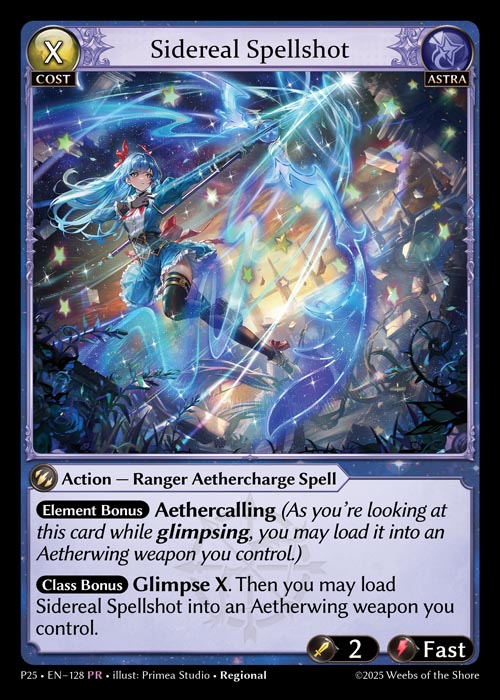 X
COST
Sidereal Spellshot
ASTRA
Action — Ranger Aethercharge Spell
Element Bonus Aethercalling (As you're looking at
this card while glimpsing, you may load it into an
Aetherwing weapon you control.)
Class Bonus Glimpse X. Then you may load
Sidereal Spellshot into an Aetherwing weapon you
control.
2
Fast
P25 • EN–128 PR • illust: Primea Studio • Regional
©2025 Weebs of the Shore